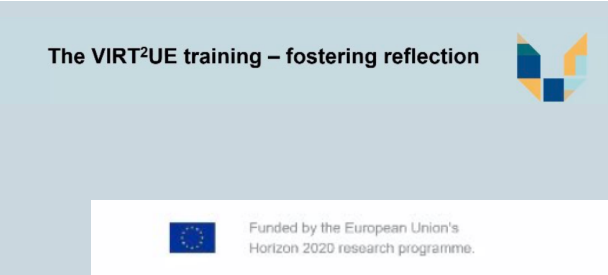 The VIRT²UE training – fostering reflection
Funded by the European Union's
Horizon 2020 research programme.